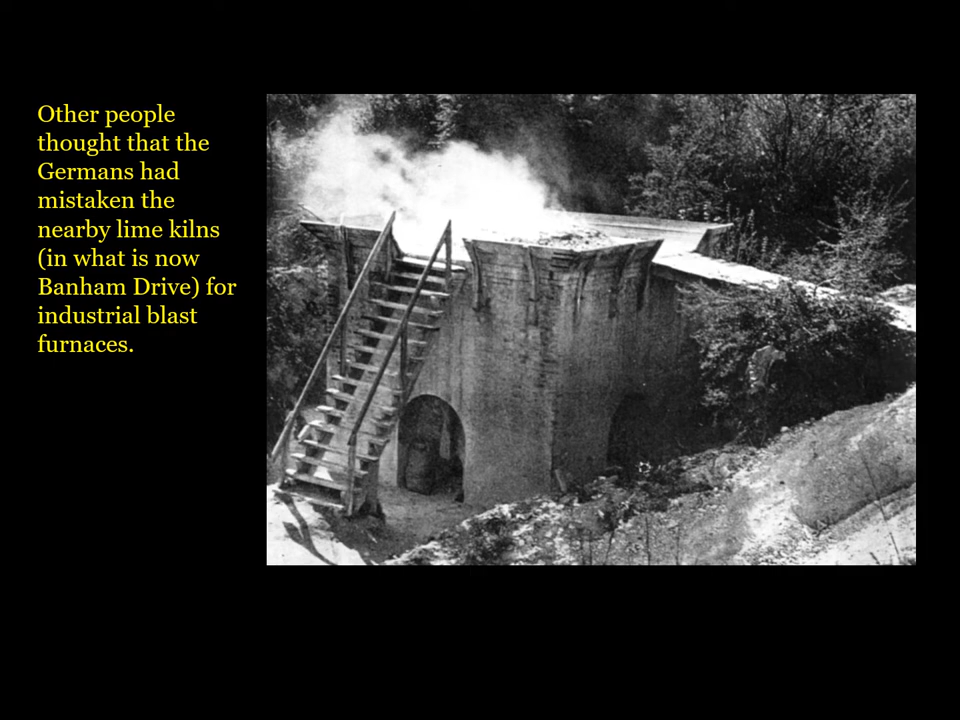 Other people
thought that the
Germans had
mistaken the
nearby lime kilns
(in what is now
Banham Drive) for
industrial blast
furnaces.